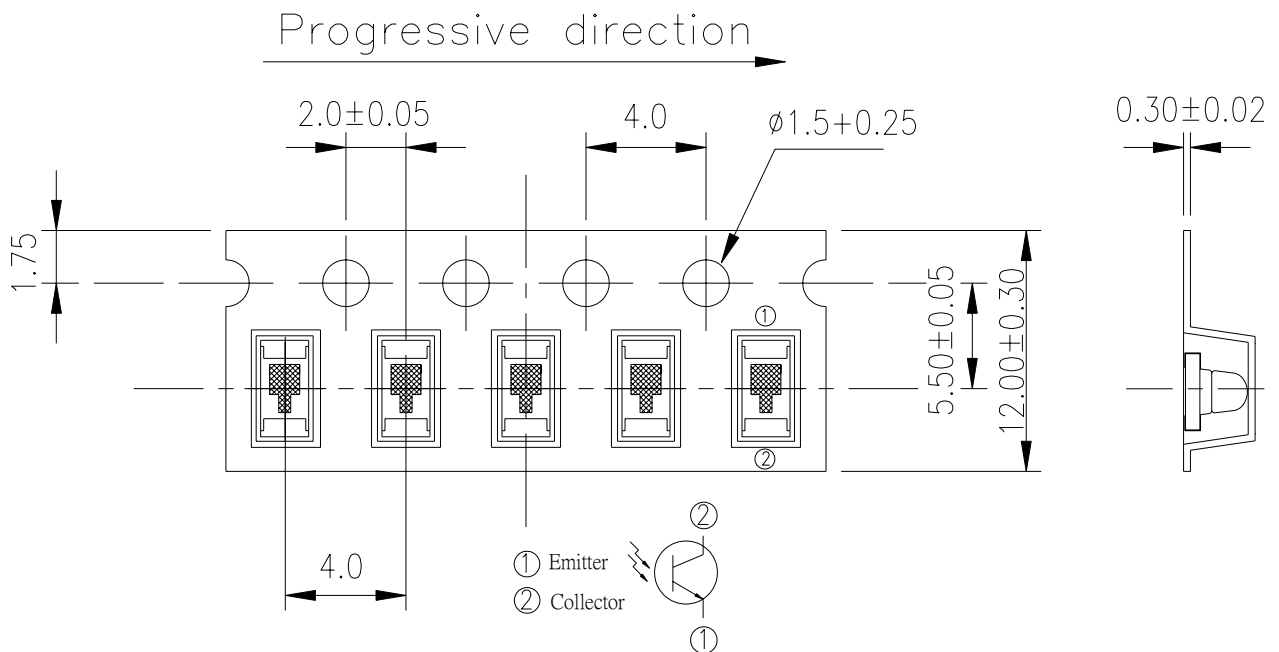 Progressive direction
2.0±0.05
4.0
ø1.5+0.25
0.30±0.02
1.75
5.50±0.05
12.00±0.30
①
②
4.0
① Emitter
② Collector
②
①